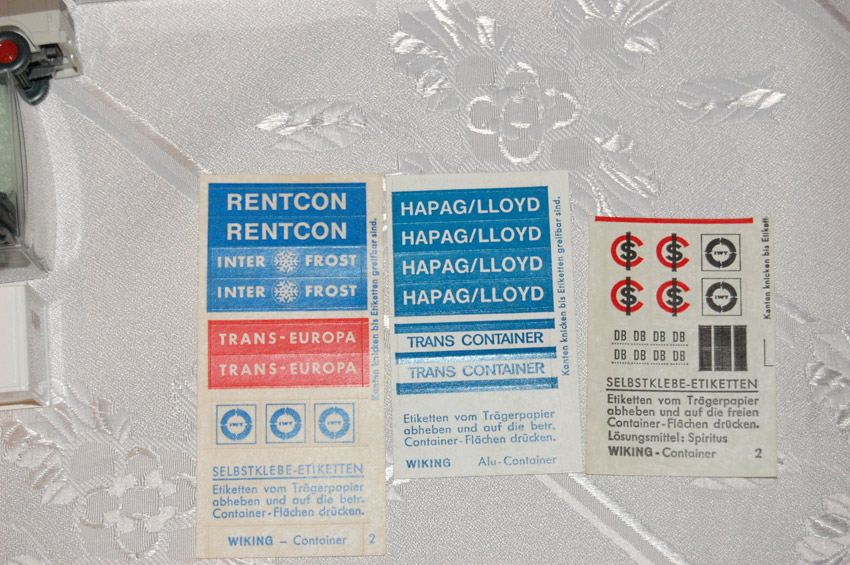 RENTCON
RENTCON
INTER FROST
INTER FROST
TRANS-EUROPA
TRANS-EUROPA
IWT IWT IWT
SELBSTKLEBE-ETIKETTEN
Etiketten vom Trägerpapier
abheben und auf die betr.
Container-Flächen drücken.
WIKING – Container 2
Kanten knicken bis Etiketten greifbar sind.
HAPAG/LLOYD
HAPAG/LLOYD
HAPAG/LLOYD
HAPAG/LLOYD
TRANS CONTAINER
TRANS CONTAINER
Etiketten vom Trägerpapier
abheben und auf die betr.
Container-Flächen drücken.
WIKING Alu-Container
Kanten knicken bis Etiketten greifbar sind.
IWT
IWT
DB DB DB DB
DB DB DB DB
SELBSTKLEBE-ETIKETTEN
Etiketten vom Trägerpapier
abheben und auf die freien
Container-Flächen drücken.
Lösungsmittel: Spiritus
WIKING-Container 2
Kanten knicken bis Etikett